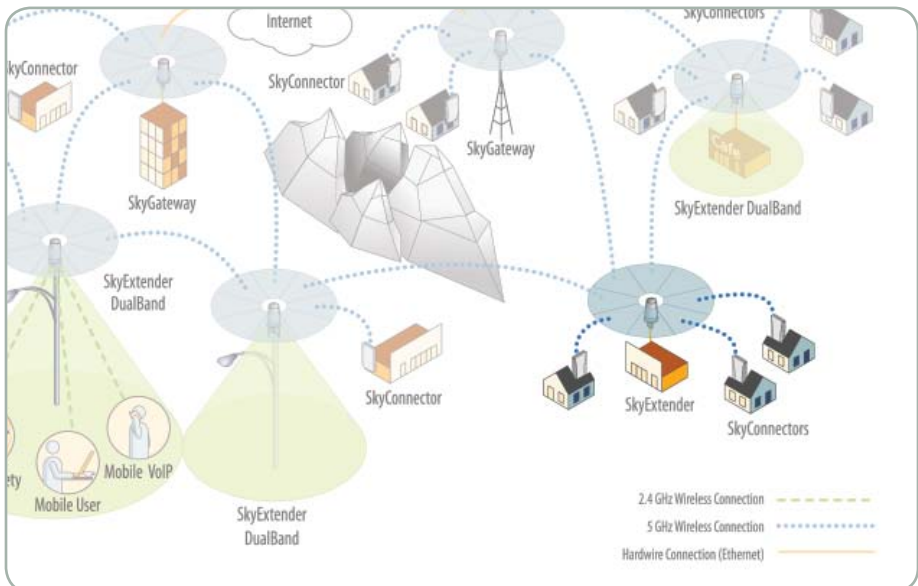 Internet
SkyConnectors
kyConnector
SkyConnector
SkyGateway
SkyGateway
Cafe
SkyExtender DualBand
SkyExtender
DualBand
SkyConnector
SkyExtender
SkyConnectors
Mobile VoIP
ety
Mobile User
SkyExtender
DualBand
2.4 GHz Wireless Connection
5 GHz Wireless Connection
Hardwire Connection (Ethernet)